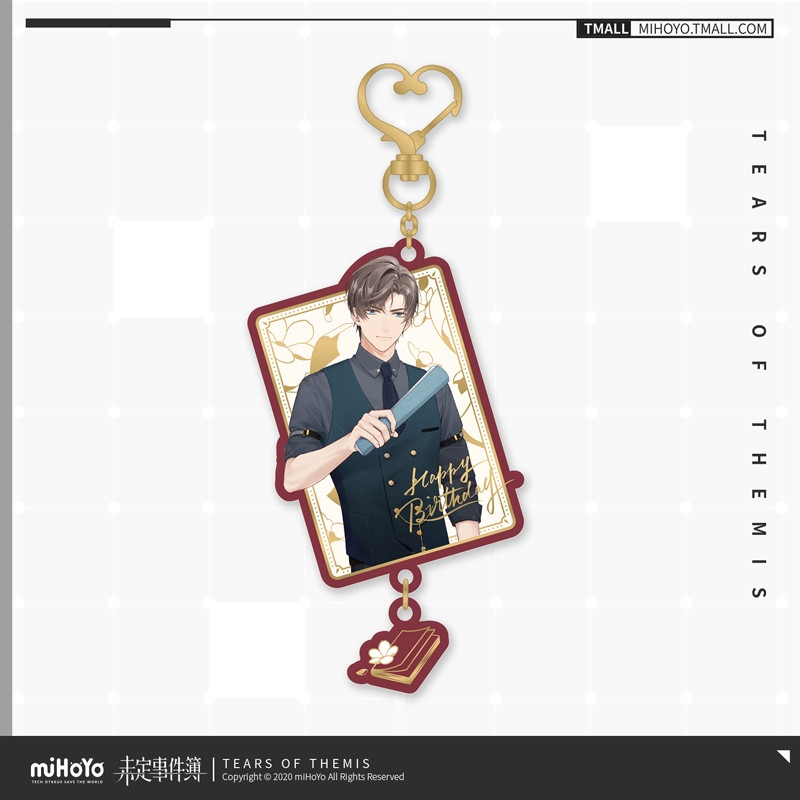 TMALL MIHOYO.TMALL.COM
TEARS OF THEMIS
Happy
Birthday
miHoYo
TECH OTAKUS SAVE THE WORLD
未定事件簿
TEARS OF THEMIS
Copyright © 2020 miHoYo All Rights Reserved